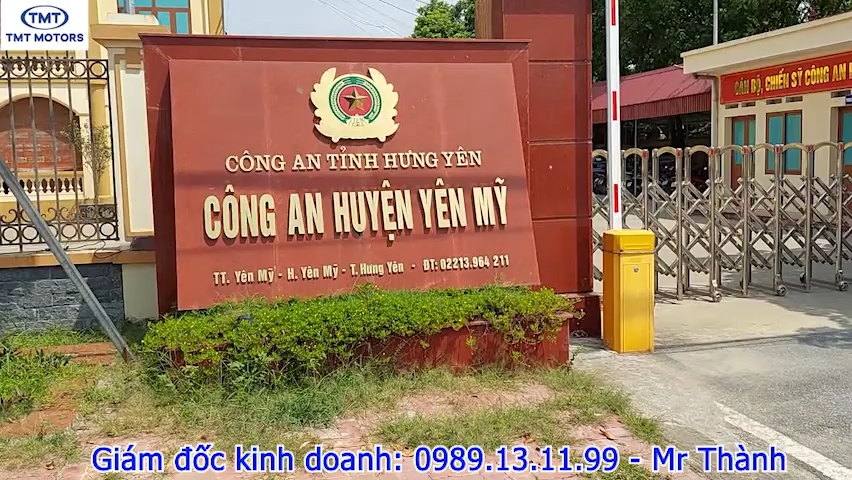 TMT
TMT MOTORS
CÁN BỘ, CHIẾN SỸ CÔNG AN
CÔNG AN TỈNH HƯNG YÊN
CÔNG AN HUYỆN YÊN MỸ
TT. Yên Mỹ - H. Yên Mỹ - T. Hưng Yên - ĐT: 02213.964 211
Giám đốc kinh doanh: 0989.13.11.99 - Mr Thành